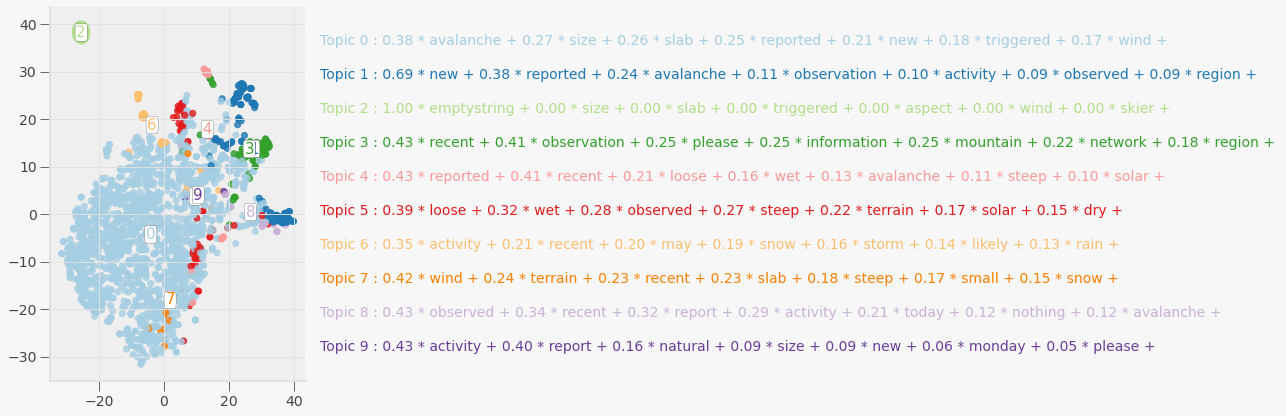 40
30
20
10
0
−10
−20
−30
−20
0
20
40
2
6
4
3
9
8
0
7
Topic 0 : 0.38 * avalanche + 0.27 * size + 0.26 * slab + 0.25 * reported + 0.21 * new + 0.18 * triggered + 0.17 * wind +
Topic 1 : 0.69 * new + 0.38 * reported + 0.24 * avalanche + 0.11 * observation + 0.10 * activity + 0.09 * observed + 0.09 * region +
Topic 2 : 1.00 * emptystring + 0.00 * size + 0.00 * slab + 0.00 * triggered + 0.00 * aspect + 0.00 * wind + 0.00 * skier +
Topic 3 : 0.43 * recent + 0.41 * observation + 0.25 * please + 0.25 * information + 0.25 * mountain + 0.22 * network + 0.18 * region +
Topic 4 : 0.43 * reported + 0.41 * recent + 0.21 * loose + 0.16 * wet + 0.13 * avalanche + 0.11 * steep + 0.10 * solar +
Topic 5 : 0.39 * loose + 0.32 * wet + 0.28 * observed + 0.27 * steep + 0.22 * terrain + 0.17 * solar + 0.15 * dry +
Topic 6 : 0.35 * activity + 0.21 * recent + 0.20 * may + 0.19 * snow + 0.16 * storm + 0.14 * likely + 0.13 * rain +
Topic 7 : 0.42 * wind + 0.24 * terrain + 0.23 * recent + 0.23 * slab + 0.18 * steep + 0.17 * small + 0.15 * snow +
Topic 8 : 0.43 * observed + 0.34 * recent + 0.32 * report + 0.29 * activity + 0.21 * today + 0.12 * nothing + 0.12 * avalanche +
Topic 9 : 0.43 * activity + 0.40 * report + 0.16 * natural + 0.09 * size + 0.09 * new + 0.06 * monday + 0.05 * please +